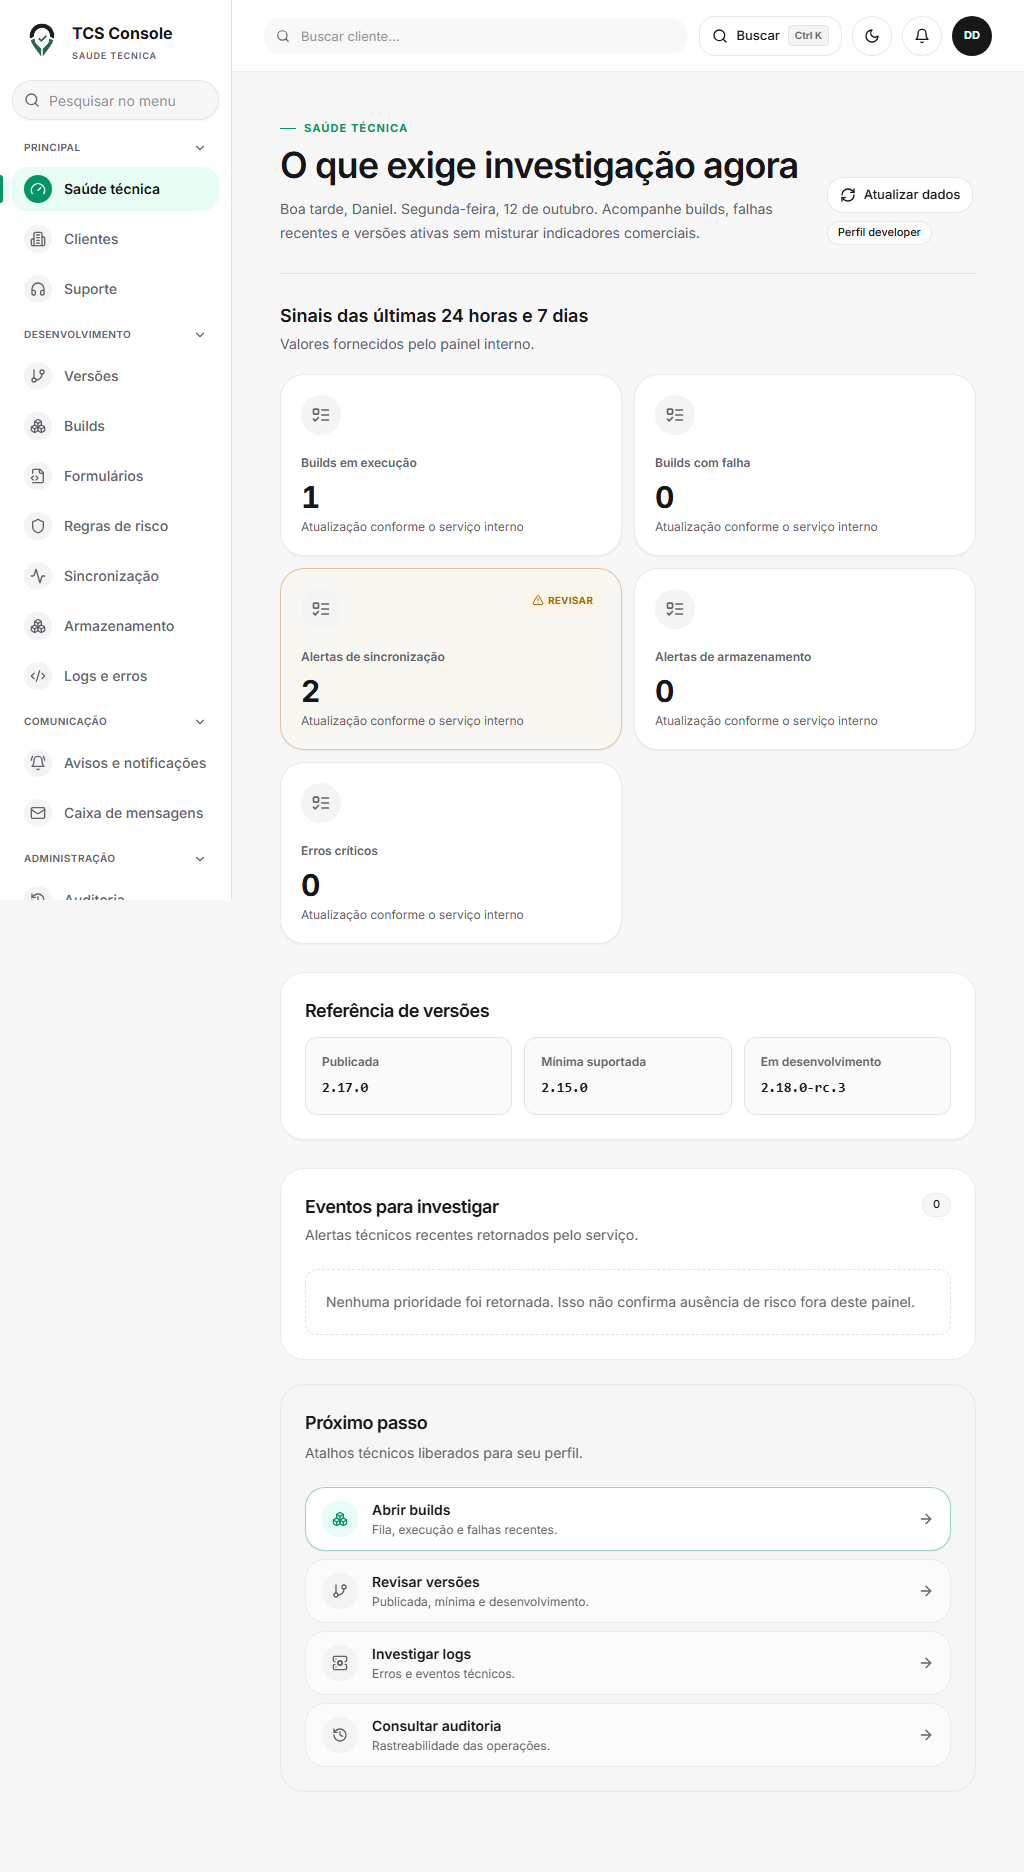 TCS Console
SAÚDE TÉCNICA
Pesquisar no menu
PRINCIPAL
Saúde técnica
Clientes
Suporte
DESENVOLVIMENTO
Versões
Builds
Formulários
Regras de risco
Sincronização
Armazenamento
Logs e erros
COMUNICAÇÃO
Avisos e notificações
Caixa de mensagens
ADMINISTRAÇÃO
Auditoria
Buscar cliente...
Buscar Ctrl K
DD
SAÚDE TÉCNICA
O que exige investigação agora
Boa tarde, Daniel. Segunda-feira, 12 de outubro. Acompanhe builds, falhas
recentes e versões ativas sem misturar indicadores comerciais.
Atualizar dados
Perfil developer
Sinais das últimas 24 horas e 7 dias
Valores fornecidos pelo painel interno.
Builds em execução
1
Atualização conforme o serviço interno
Builds com falha
0
Atualização conforme o serviço interno
REVISAR
Alertas de sincronização
2
Atualização conforme o serviço interno
Alertas de armazenamento
0
Atualização conforme o serviço interno
Erros críticos
0
Atualização conforme o serviço interno
Referência de versões
Publicada
2.17.0
Mínima suportada
2.15.0
Em desenvolvimento
2.18.0-rc.3
Eventos para investigar
0
Alertas técnicos recentes retornados pelo serviço.
Nenhuma prioridade foi retornada. Isso não confirma ausência de risco fora deste painel.
Próximo passo
Atalhos técnicos liberados para seu perfil.
Abrir builds
Fila, execução e falhas recentes.
Revisar versões
Publicada, mínima e desenvolvimento.
Investigar logs
Erros e eventos técnicos.
Consultar auditoria
Rastreabilidade das operações.